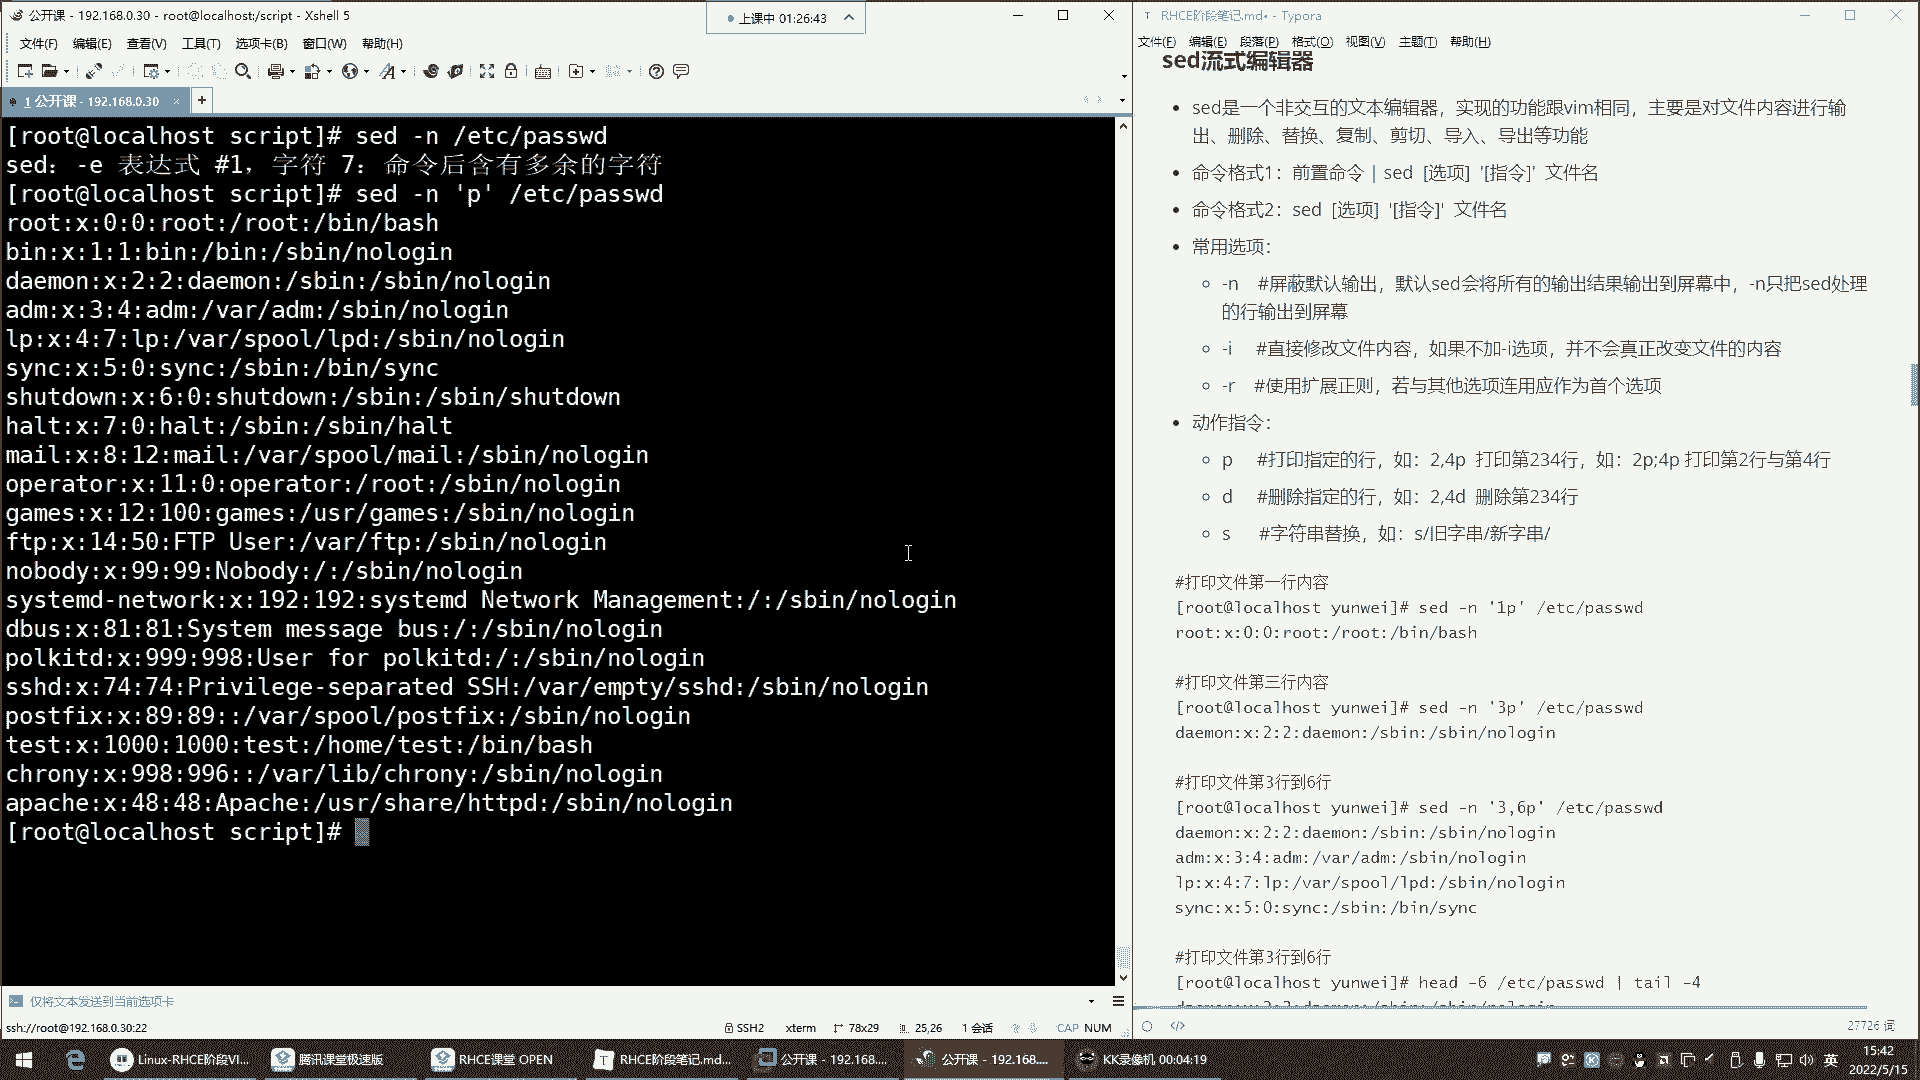 公开课 - 192.168.0.30 - root@localhost:/script - Xshell 5
上课中 01:26:43
文件(F) 编辑(E) 查看(V) 工具(T) 选项卡(B) 窗口(W) 帮助(H)
1 公开课 - 192.168.0.30 × +
[root@localhost script]# sed -n /etc/passwd
sed：-e 表达式 #1，字符 7：命令后含有多余的字符
[root@localhost script]# sed -n 'p' /etc/passwd
root:x:0:0:root:/root:/bin/bash
bin:x:1:1:bin:/bin:/sbin/nologin
daemon:x:2:2:daemon:/sbin:/sbin/nologin
adm:x:3:4:adm:/var/adm:/sbin/nologin
lp:x:4:7:lp:/var/spool/lpd:/sbin/nologin
sync:x:5:0:sync:/sbin:/bin/sync
shutdown:x:6:0:shutdown:/sbin:/sbin/shutdown
halt:x:7:0:halt:/sbin:/sbin/halt
mail:x:8:12:mail:/var/spool/mail:/sbin/nologin
operator:x:11:0:operator:/root:/sbin/nologin
games:x:12:100:games:/usr/games:/sbin/nologin
ftp:x:14:50:FTP User:/var/ftp:/sbin/nologin
nobody:x:99:99:Nobody:/:/sbin/nologin
systemd-network:x:192:192:systemd Network Management:/:/sbin/nologin
dbus:x:81:81:System message bus:/:/sbin/nologin
polkitd:x:999:998:User for polkitd:/:/sbin/nologin
sshd:x:74:74:Privilege-separated SSH:/var/empty/sshd:/sbin/nologin
postfix:x:89:89::/var/spool/postfix:/sbin/nologin
test:x:1000:1000:test:/home/test:/bin/bash
chrony:x:998:996::/var/lib/chrony:/sbin/nologin
apache:x:48:48:Apache:/usr/share/httpd:/sbin/nologin
[root@localhost script]#
仅将文本发送到当前选项卡
ssh://root@192.168.0.30:22 SSH2 xterm 78x29 25,26 1 会话 CAP NUM
RHCE阶段笔记.md• - Typora
文件(F) 编辑(E) 段落(P) 格式(O) 视图(V) 主题(T) 帮助(H)
sed流式编辑器
sed是一个非交互的文本编辑器，实现的功能跟vim相同，主要是对文件内容进行输
出、删除、替换、复制、剪切、导入、导出等功能
命令格式1：前置命令 | sed [选项] '[指令]' 文件名
命令格式2：sed [选项] '[指令]' 文件名
常用选项：
-n #屏蔽默认输出，默认sed会将所有的输出结果输出到屏幕中，-n只把sed处理
的行输出到屏幕
-i #直接修改文件内容，如果不加-i选项，并不会真正改变文件的内容
-r #使用扩展正则，若与其他选项连用应作为首个选项
动作指令：
p #打印指定的行，如：2,4p 打印第234行，如：2p;4p 打印第2行与第4行
d #删除指定的行，如：2,4d 删除第234行
s #字符串替换，如：s/旧字串/新字串/
#打印文件第一行内容
[root@localhost yunwei]# sed -n '1p' /etc/passwd
root:x:0:0:root:/root:/bin/bash
#打印文件第三行内容
[root@localhost yunwei]# sed -n '3p' /etc/passwd
daemon:x:2:2:daemon:/sbin:/sbin/nologin
#打印文件第3行到6行
[root@localhost yunwei]# sed -n '3,6p' /etc/passwd
daemon:x:2:2:daemon:/sbin:/sbin/nologin
adm:x:3:4:adm:/var/adm:/sbin/nologin
lp:x:4:7:lp:/var/spool/lpd:/sbin/nologin
sync:x:5:0:sync:/sbin:/bin/sync
#打印文件第3行到6行
[root@localhost yunwei]# head -6 /etc/passwd | tail -4
27726 词
Linux-RHCE阶段VI... 腾讯课堂极速版 RHCE课堂 OPEN RHCE阶段笔记.md... 公开课 - 192.168.... 公开课 - 192.168.... KK录像机 00:04:19 英 15:42
2022/5/15